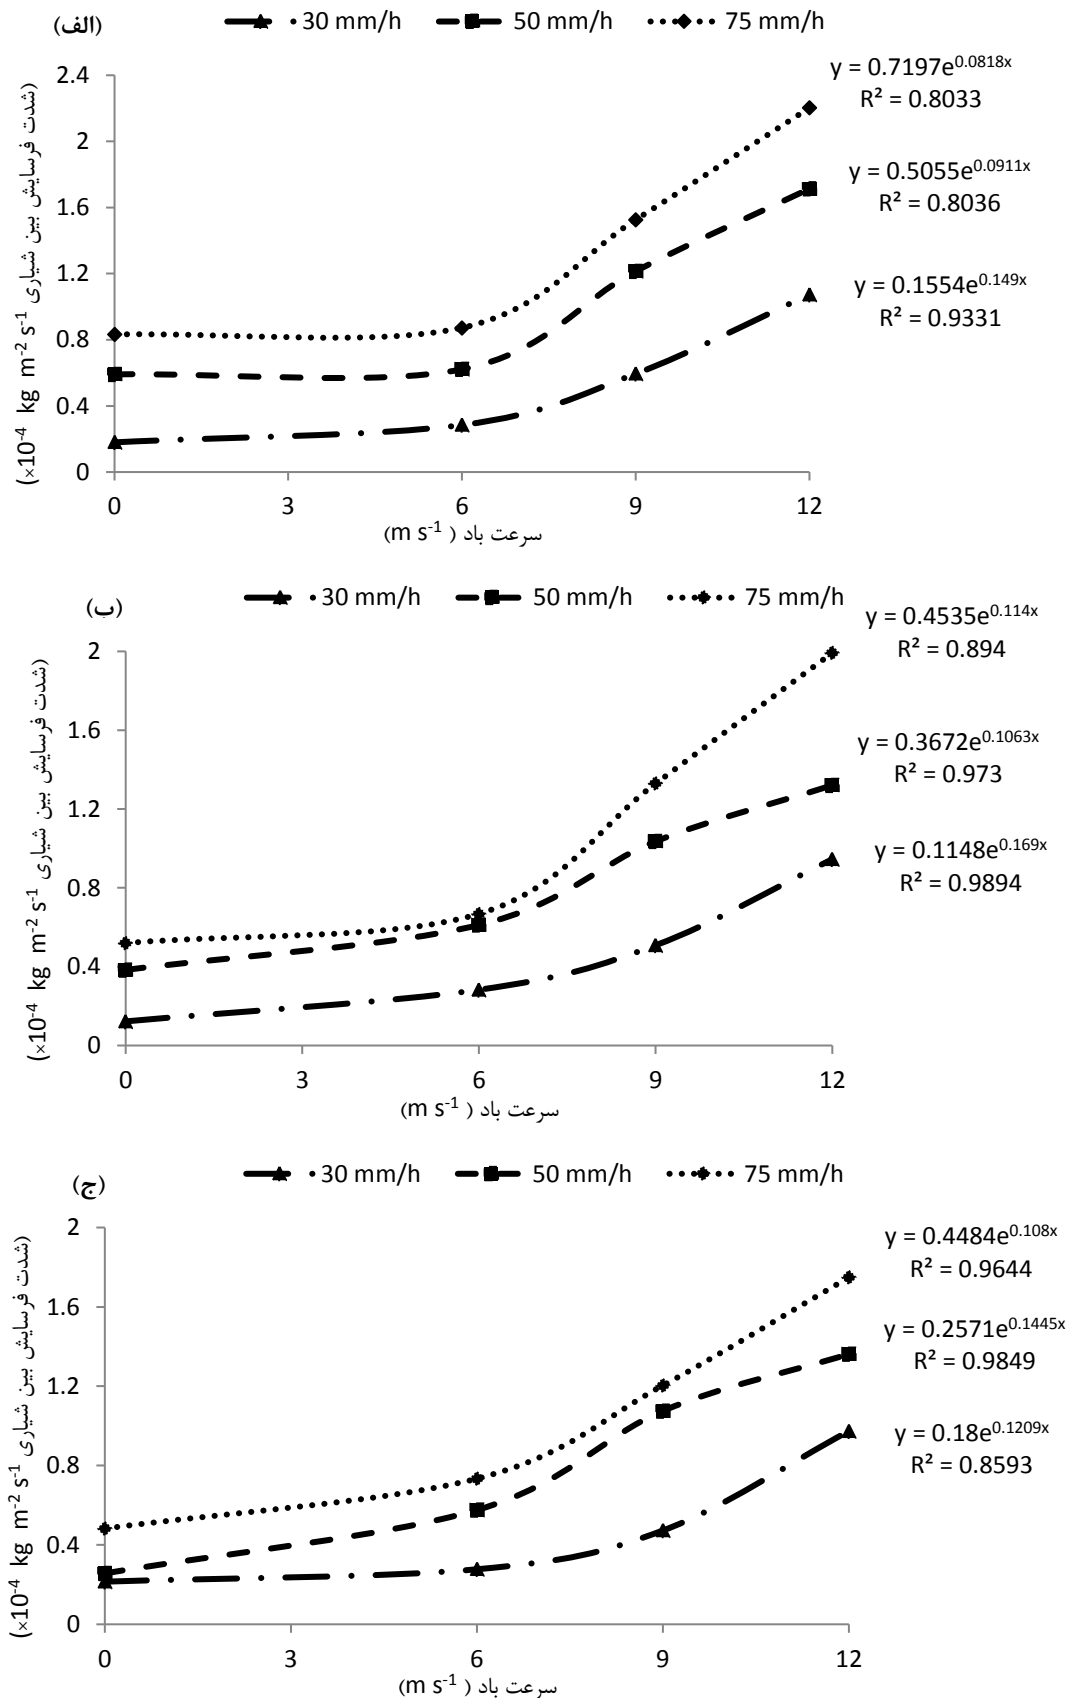 (الف)
30 mm/h 50 mm/h 75 mm/h
y = 0.7197e^0.0818x
R² = 0.8033
y = 0.5055e^0.0911x
R² = 0.8036
y = 0.1554e^0.149x
R² = 0.9331
2.4
2
1.6
1.2
0.8
0.4
0
شدت فرسایش بین شیاری (×10^-4 kg m^-2 s^-1)
0 3 6 9 12
سرعت باد (m s^-1)
(ب)
30 mm/h 50 mm/h 75 mm/h
y = 0.4535e^0.114x
R² = 0.894
y = 0.3672e^0.1063x
R² = 0.973
y = 0.1148e^0.169x
R² = 0.9894
2
1.6
1.2
0.8
0.4
0
شدت فرسایش بین شیاری (×10^-4 kg m^-2 s^-1)
0 3 6 9 12
سرعت باد (m s^-1)
(ج)
30 mm/h 50 mm/h 75 mm/h
y = 0.4484e^0.108x
R² = 0.9644
y = 0.2571e^0.1445x
R² = 0.9849
y = 0.18e^0.1209x
R² = 0.8593
2
1.6
1.2
0.8
0.4
0
شدت فرسایش بین شیاری (×10^-4 kg m^-2 s^-1)
0 3 6 9 12
سرعت باد (m s^-1)